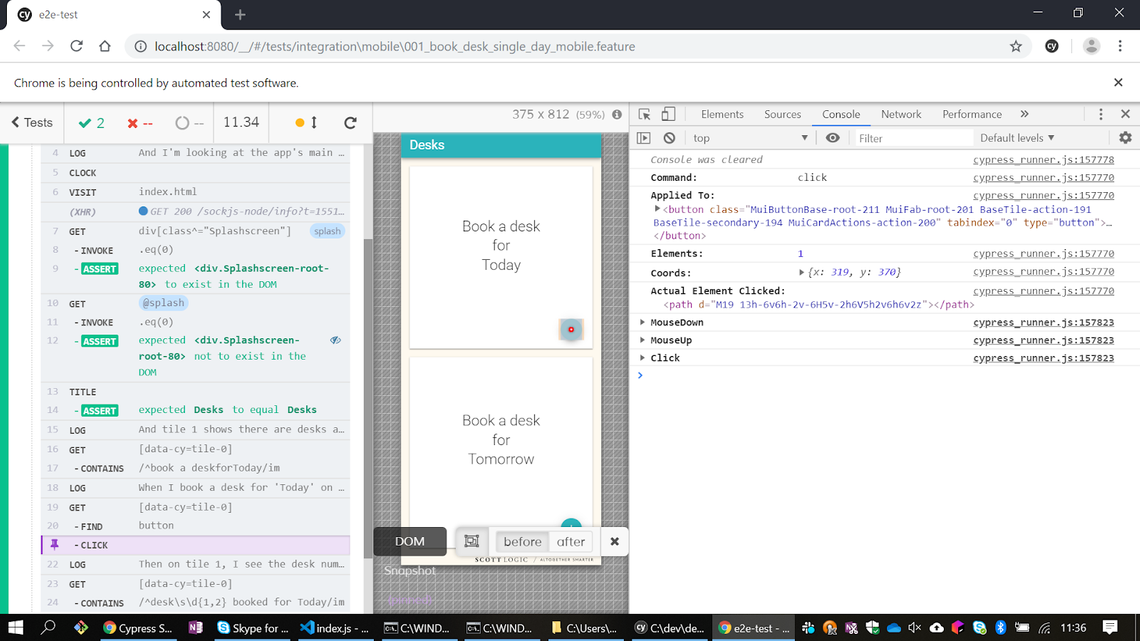 e2e-test
localhost:8080/__/#/tests/integration\mobile\001_book_desk_single_day_mobile.feature
Chrome is being controlled by automated test software.
Tests 2 -- -- 11.34
4 LOG And I'm looking at the app's main …
5 CLOCK
6 VISIT index.html
(XHR) GET 200 /sockjs-node/info?t=1551…
7 GET div[class^="Splashscreen"] splash
8 - INVOKE .eq(0)
9 - ASSERT expected <div.Splashscreen-root-
80> to exist in the DOM
10 GET @splash
11 - INVOKE .eq(0)
12 - ASSERT expected <div.Splashscreen-
root-80> not to exist in the
DOM
13 TITLE
14 - ASSERT expected Desks to equal Desks
15 LOG And tile 1 shows there are desks a…
16 GET [data-cy=tile-0]
17 - CONTAINS /^book a deskforToday/im
18 LOG When I book a desk for 'Today' on …
19 GET [data-cy=tile-0]
20 - FIND button
- CLICK
22 LOG Then on tile 1, I see the desk num…
23 GET [data-cy=tile-0]
- CONTAINS /^desk\s\d{1,2} booked for Today/im
375 x 812 (59%)
Desks
Book a desk
for
Today
Book a desk
for
Tomorrow
DOM before after
SCOTT LOGIC / ALTOGETHER SMARTER
Snapshot
Elements Sources Console Network Performance
top Filter Default levels
Console was cleared cypress_runner.js:157778
Command: click cypress_runner.js:157770
Applied To: cypress_runner.js:157770
<button class="MuiButtonBase-root-211 MuiFab-root-201 BaseTile-action-191
BaseTile-secondary-194 MuiCardActions-action-200" tabindex="0" type="button">…
</button>
Elements: 1 cypress_runner.js:157770
Coords: {x: 319, y: 370} cypress_runner.js:157770
Actual Element Clicked: cypress_runner.js:157770
<path d="M19 13h-6v6h-2v-6H5v-2h6V5h2v6h6v2z"></path>
MouseDown cypress_runner.js:157823
MouseUp cypress_runner.js:157823
Click cypress_runner.js:157823
Cypress S... Skype for ... index.js - ... C:\WIND... C:\WIND... C:\Users\... C:\dev\de... e2e-test - ... 11:36